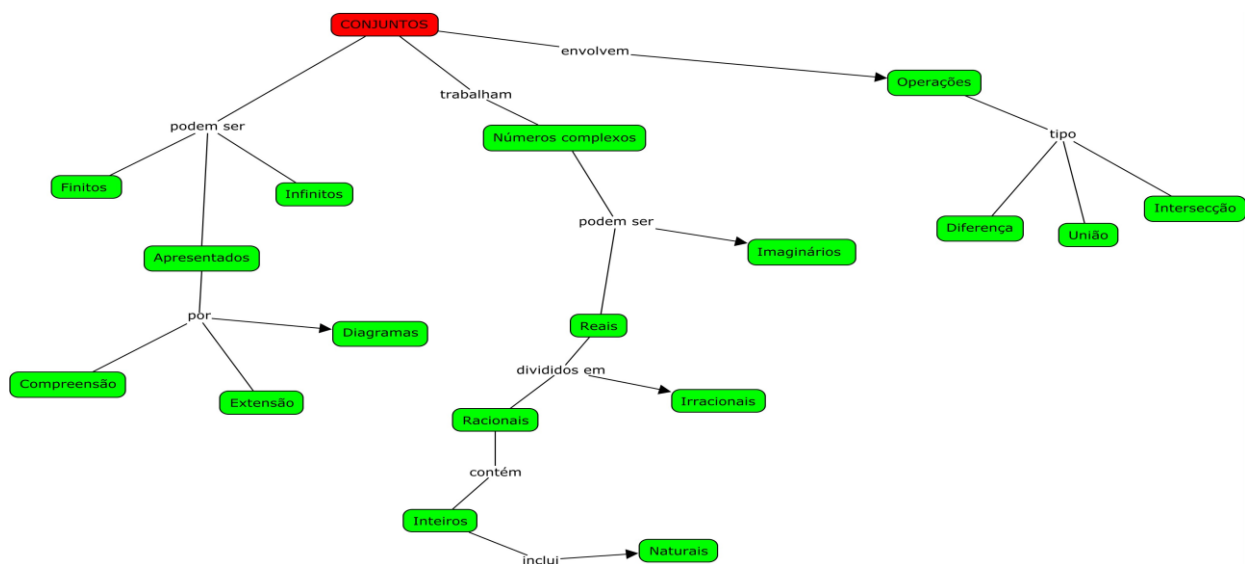 CONJUNTOS
envolvem
Operações
trabalham
podem ser
Números complexos
tipo
Finitos
Infinitos
Intersecção
podem ser
Diferença
União
Imaginários
Apresentados
por
Reais
Diagramas
divididos em
Compreensão
Extensão
Irracionais
Racionais
contém
Inteiros
inclui
Naturais